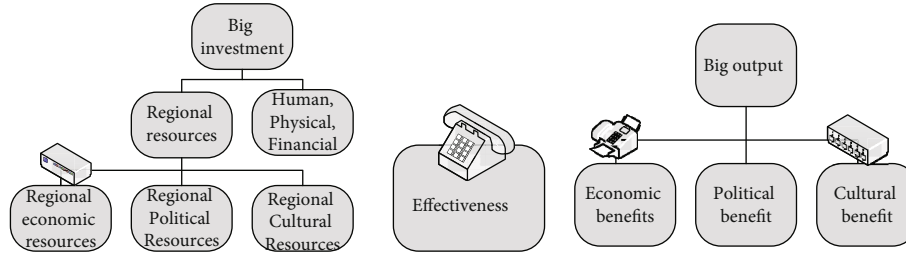 Big
investment
Regional
resources
Human,
Physical,
Financial
Regional
economic
resources
Regional
Political
Resources
Regional
Cultural
Resources
Effectiveness
Big output
Economic
benefits
Political
benefit
Cultural
benefit